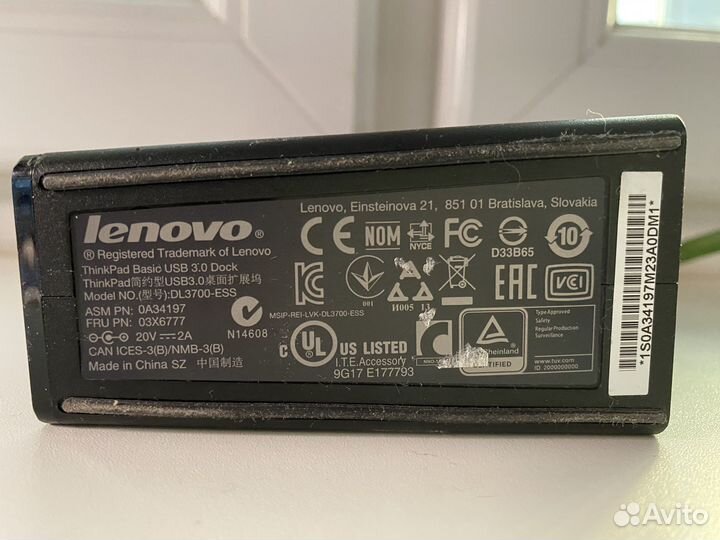 lenovo®
® Registered Trademark of Lenovo
ThinkPad Basic USB 3.0 Dock
ThinkPad简约型USB3.0桌面扩展坞
Model NO.(型号):DL3700-ESS
ASM PN: 0A34197
FRU PN: 03X6777
20V 2A
CAN ICES-3(B)/NMB-3(B)
Made in China SZ 中国制造
N14608
Lenovo, Einsteinova 21, 851 01 Bratislava, Slovakia
CE NOM NYCE FC D33B65 10
001 H005 13 EAC VCI
MSIP-REI-LVK-DL3700-ESS
C UL US LISTED
I.T.E.Accessory
9G17 E177793
TÜVRheinland
CERTIFIED
Type Approved
Safety
Regular Production
Surveillance
www.tuv.com
ID 2000000000
*1S0A34197M23A0DM1*
Avito